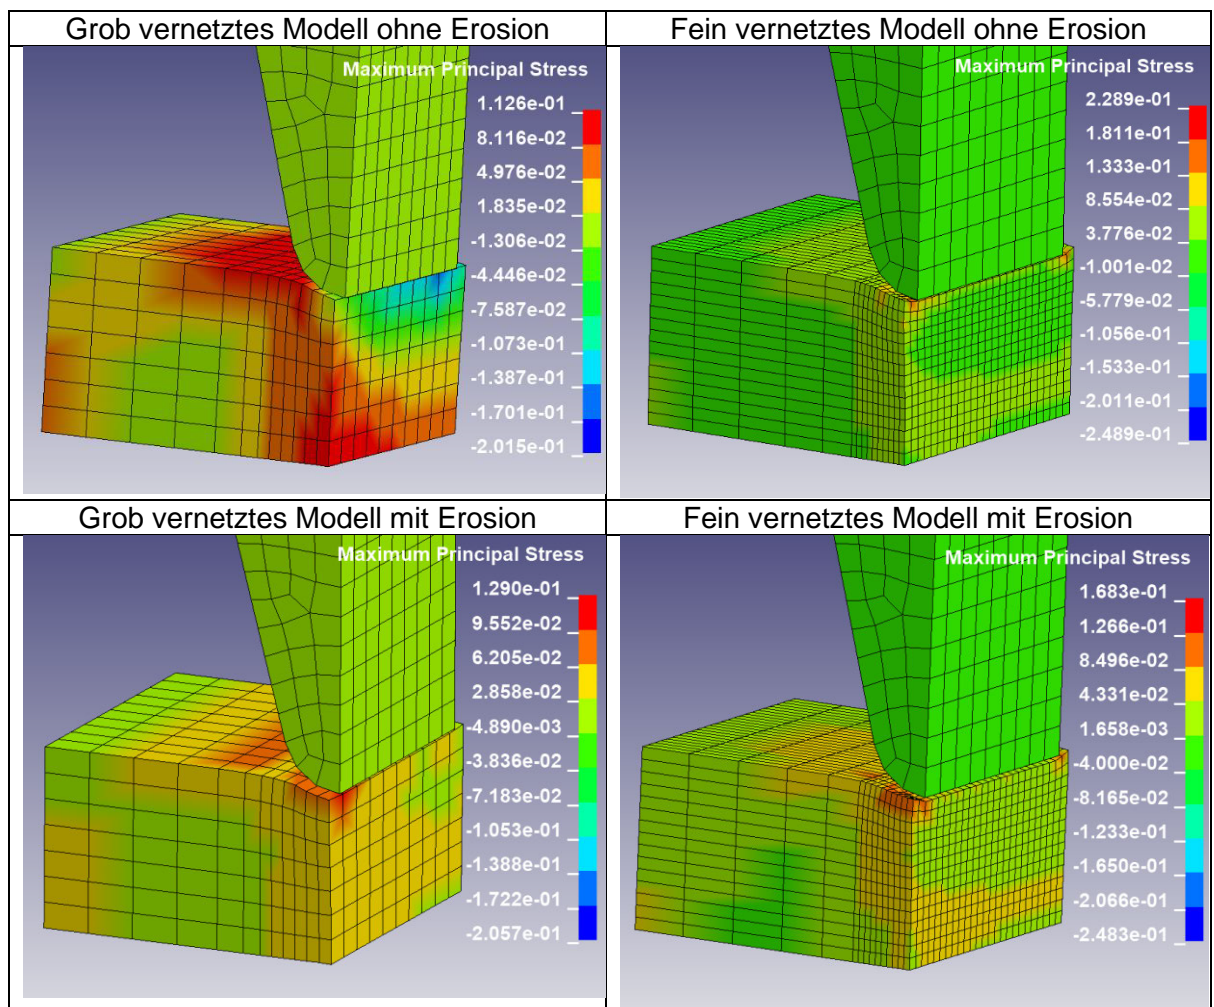 Grob vernetztes Modell ohne Erosion
Fein vernetztes Modell ohne Erosion
Maximum Principal Stress
1.126e-01
8.116e-02
4.976e-02
1.835e-02
-1.306e-02
-4.446e-02
-7.587e-02
-1.073e-01
-1.387e-01
-1.701e-01
-2.015e-01
Maximum Principal Stress
2.289e-01
1.811e-01
1.333e-01
8.554e-02
3.776e-02
-1.001e-02
-5.779e-02
-1.056e-01
-1.533e-01
-2.011e-01
-2.489e-01
Grob vernetztes Modell mit Erosion
Fein vernetztes Modell mit Erosion
Maximum Principal Stress
1.290e-01
9.552e-02
6.205e-02
2.858e-02
-4.890e-03
-3.836e-02
-7.183e-02
-1.053e-01
-1.388e-01
-1.722e-01
-2.057e-01
Maximum Principal Stress
1.683e-01
1.266e-01
8.496e-02
4.331e-02
1.658e-03
-4.000e-02
-8.165e-02
-1.233e-01
-1.650e-01
-2.066e-01
-2.483e-01